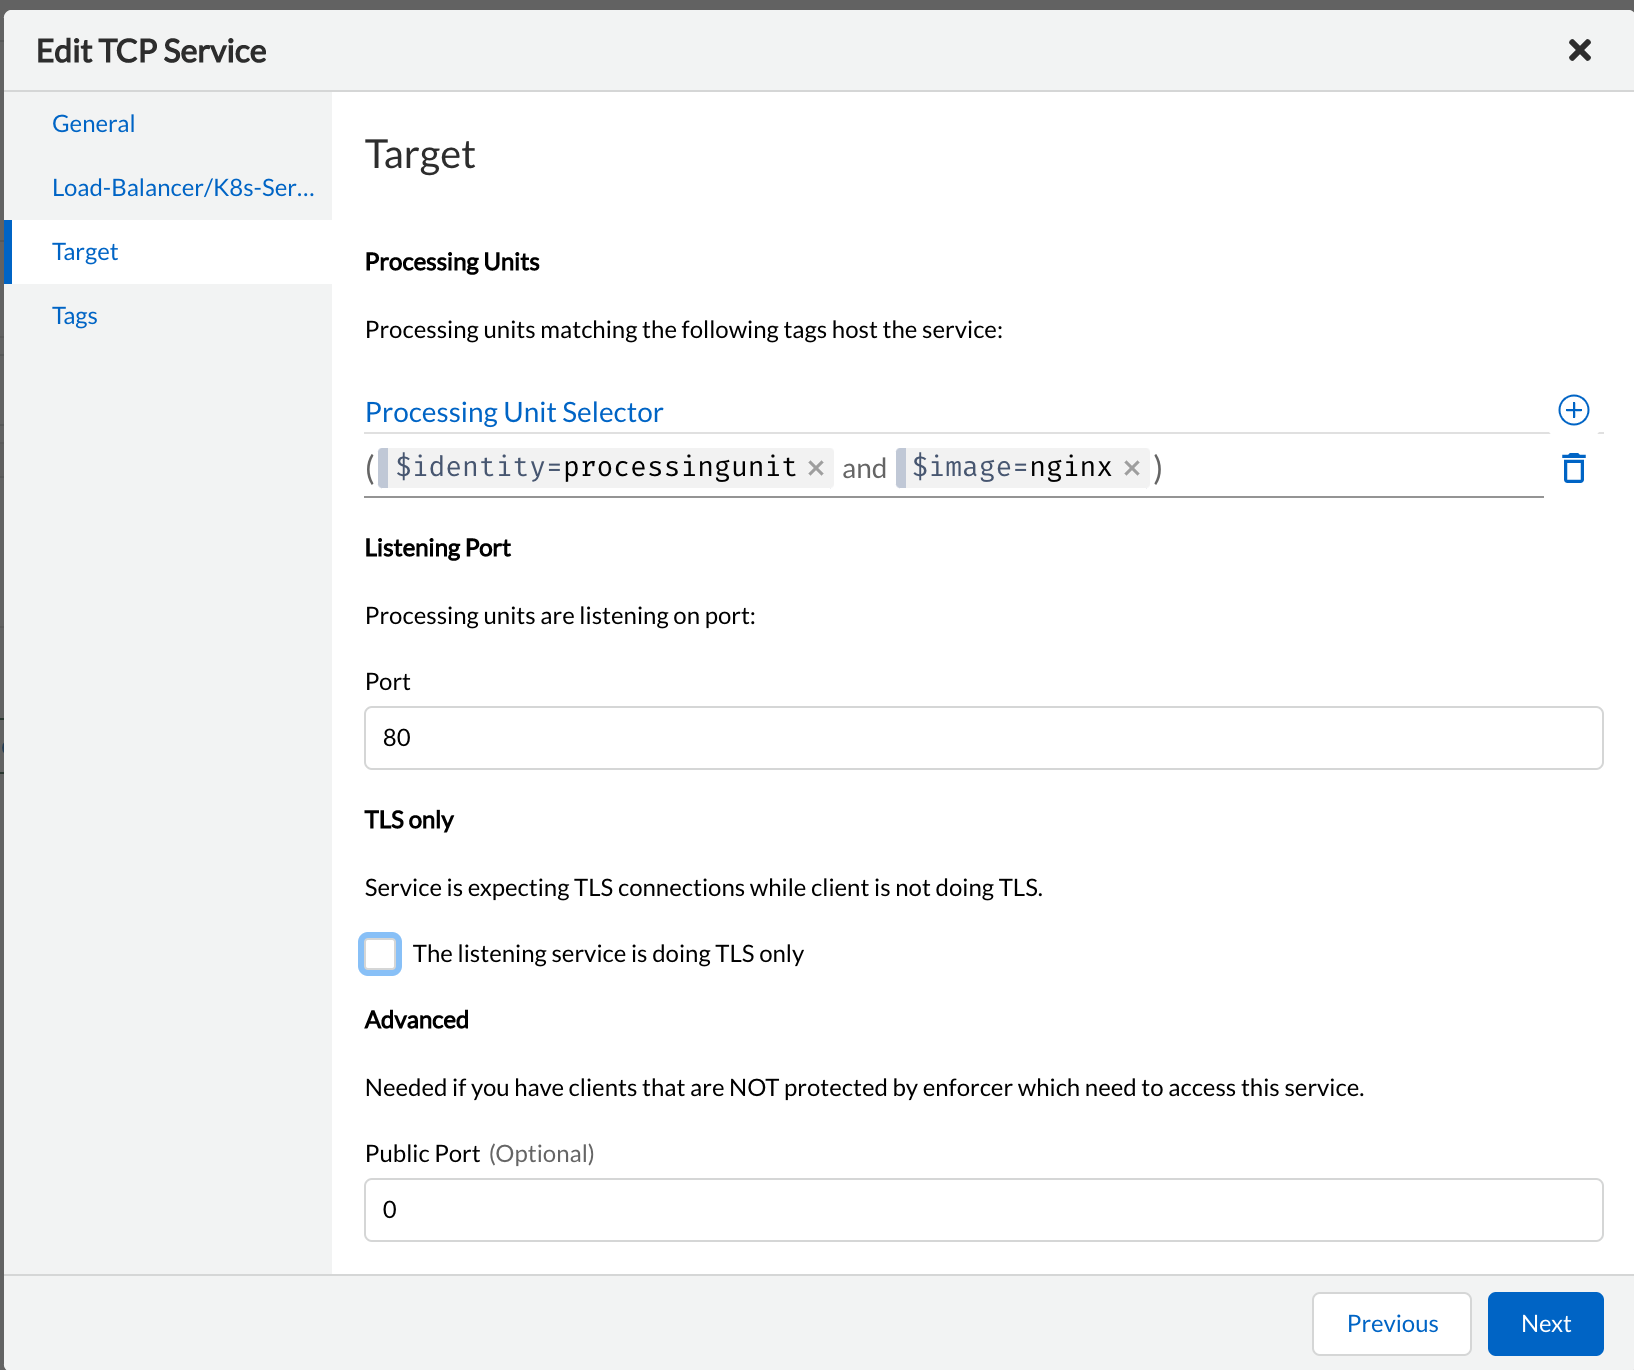 Edit TCP Service
General
Load-Balancer/K8s-Ser...
Target
Tags
Target
Processing Units
Processing units matching the following tags host the service:
Processing Unit Selector
( $identity=processingunit × and $image=nginx × )
Listening Port
Processing units are listening on port:
Port
80
TLS only
Service is expecting TLS connections while client is not doing TLS.
The listening service is doing TLS only
Advanced
Needed if you have clients that are NOT protected by enforcer which need to access this service.
Public Port (Optional)
0
Previous
Next